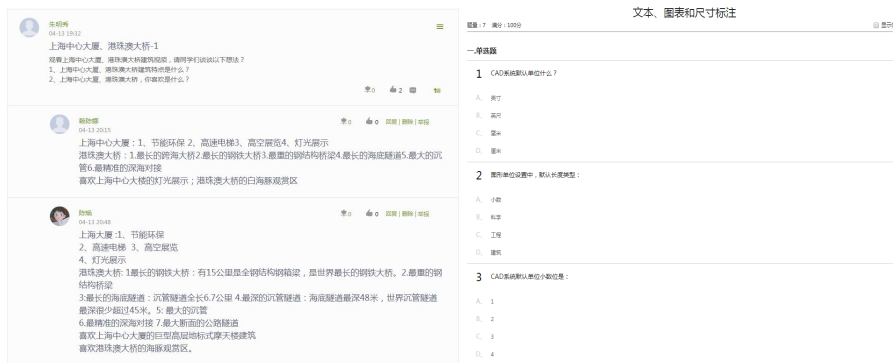 朱明秀
04-13 19:12
上海中心大厦、港珠澳大桥-1
观看上海中心大厦、港珠澳大桥建筑视频，请同学们谈谈以下想法？
1、上海中心大厦、港珠澳大桥建筑特点是什么？
2、上海中心大厦、港珠澳大桥，你喜欢是什么？
0 2
04-13 20:15
0 0 回复 | 删除 | 举报
上海中心大厦：1、节能环保 2、高速电梯3、高空展览4、灯光展示
港珠澳大桥：1.最长的跨海大桥2.最长的钢铁大桥3.最重的钢结构桥梁4.最长的海底隧道5.最大的沉
管6.最精准的深海对接
喜欢上海中心大楼的灯光展示；港珠澳大桥的白海豚观赏区
陈娟
04-13 20:48
0 0 回复 | 删除 | 举报
上海大厦 :1、节能环保
2、高速电梯 3、高空展览
4、灯光展示
港珠澳大桥: 1最长的钢铁大桥：有15公里是全钢结构钢箱梁，是世界最长的钢铁大桥。2.最重的钢
结构桥梁
3:最长的海底隧道：沉管隧道全长6.7公里 4.最深的沉管隧道：海底隧道最深48米，世界沉管隧道
最深很少超过45米。5: 最大的沉管
6.最精准的深海对接 7.最大断面的公路隧道
喜欢上海中心大厦的巨型高层地标式摩天楼建筑
喜欢港珠澳大桥的海豚观赏区。
文本、图表和尺寸标注
题量：7 满分：100分
显示
一.单选题
1 CAD系统默认单位什么？
A、 英寸
B、 英尺
C、 厘米
D、 厘米
2 图形单位设置中，默认长度类型：
A、 小数
B、 科学
C、 工程
D、 建筑
3 CAD系统默认单位小数位是：
A、 1
B、 2
C、 3
D、 4